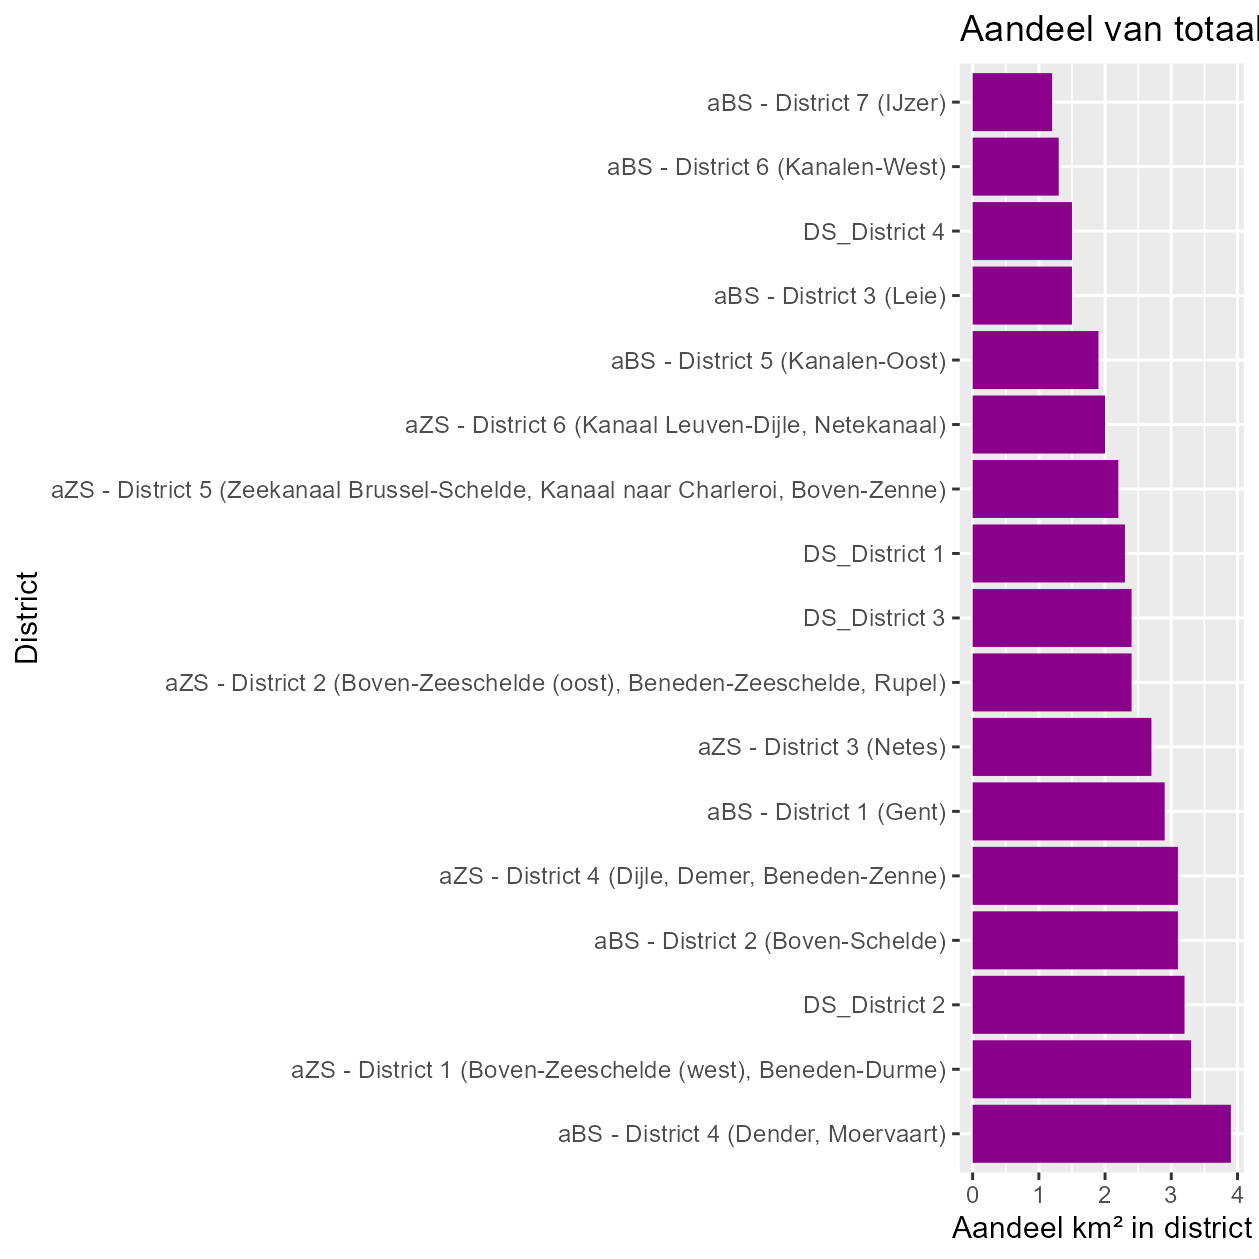 Aandeel van totaal
aBS - District 7 (IJzer)
aBS - District 6 (Kanalen-West)
DS_District 4
aBS - District 3 (Leie)
aBS - District 5 (Kanalen-Oost)
aZS - District 6 (Kanaal Leuven-Dijle, Netekanaal)
aZS - District 5 (Zeekanaal Brussel-Schelde, Kanaal naar Charleroi, Boven-Zenne)
DS_District 1
DS_District 3
aZS - District 2 (Boven-Zeeschelde (oost), Beneden-Zeeschelde, Rupel)
aZS - District 3 (Netes)
aBS - District 1 (Gent)
aZS - District 4 (Dijle, Demer, Beneden-Zenne)
aBS - District 2 (Boven-Schelde)
DS_District 2
aZS - District 1 (Boven-Zeeschelde (west), Beneden-Durme)
aBS - District 4 (Dender, Moervaart)
District
0 1 2 3 4
Aandeel km² in district